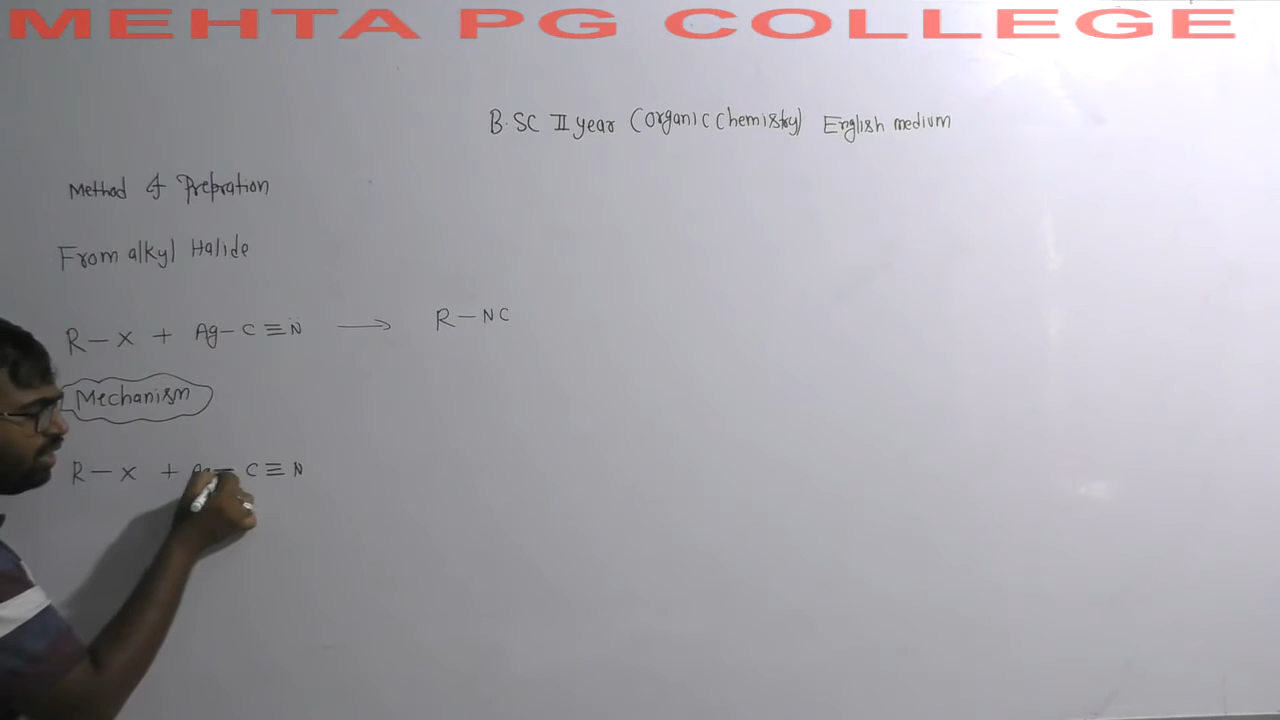 MEHTA PG COLLEGE
B.SC II year (organic chemistry) English medium
Method of Prepration
From alkyl Halide
R — X + Ag — C ≡ N̈ ⟶ R — NC
Mechanism
R — X + Ag — C ≡ N